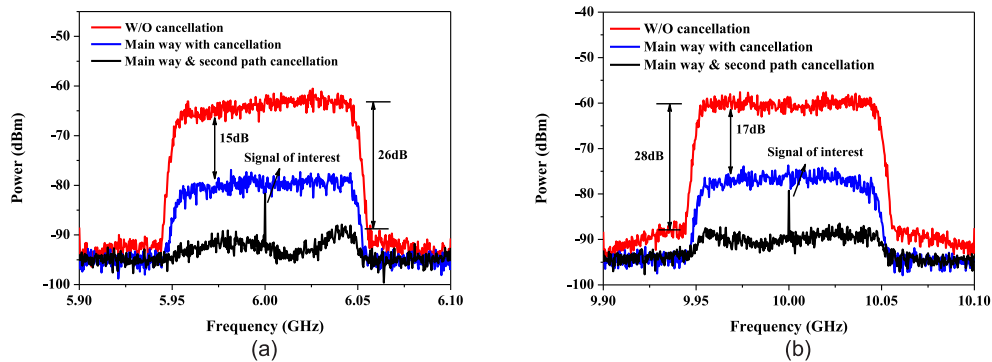 -45
W/O cancellation
Main way with cancellation
Main way & second path cancellation
-60
-70
-80
-90
-100
Power (dBm)
15dB
26dB
Signal of interest
5.90
5.95
6.00
6.05
6.10
Frequency (GHz)
(a)
-40
W/O cancellation
Main way with cancellation
Main way & second path cancellation
-50
-60
-70
-80
-90
-100
Power (dBm)
28dB
17dB
Signal of interest
9.90
9.95
10.00
10.05
10.10
Frequency (GHz)
(b)